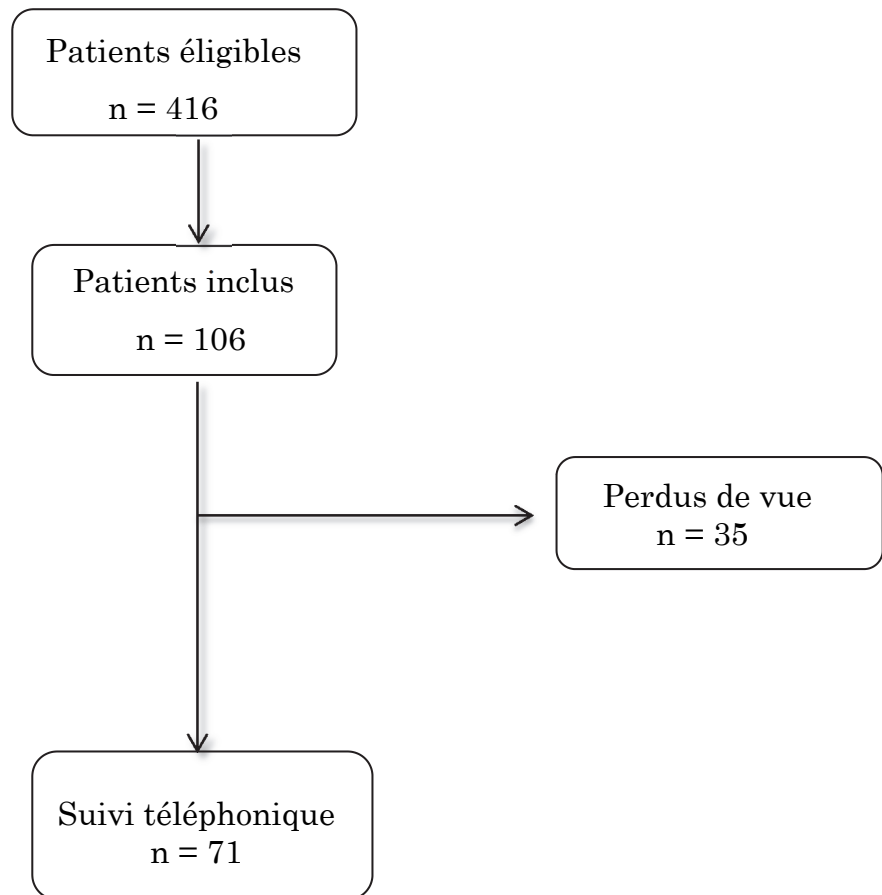 Patients éligibles
n = 416
Patients inclus
n = 106
Perdus de vue
n = 35
Suivi téléphonique
n = 71